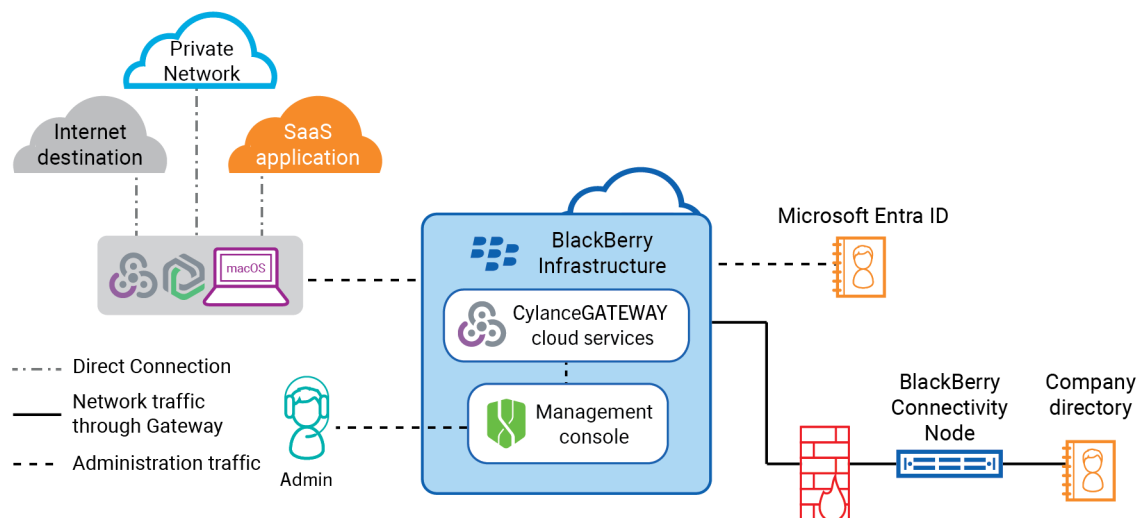 Private
Network
Internet
destination
SaaS
application
macOS
BlackBerry
Infrastructure
CylanceGATEWAY
cloud services
Management
console
Microsoft Entra ID
Direct Connection
Network traffic
through Gateway
Administration traffic
Admin
BlackBerry
Connectivity
Node
Company
directory